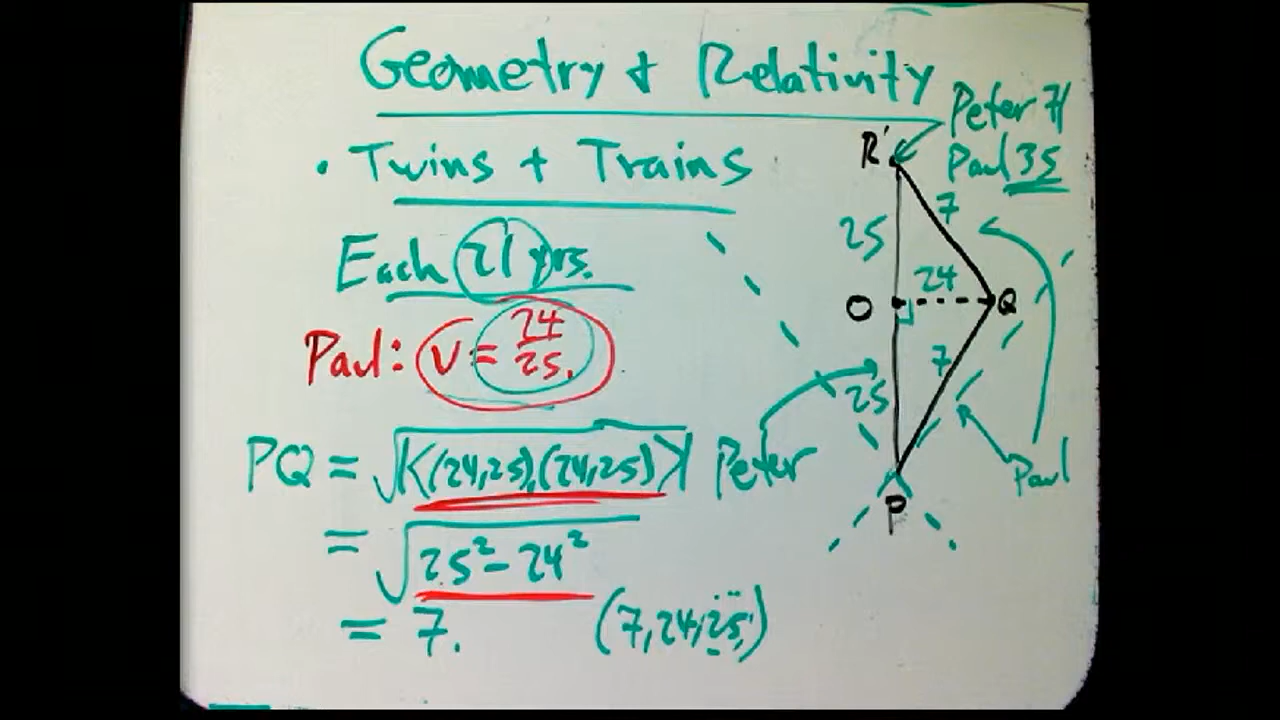 Geometry + Relativity
• Twins + Trains
Each 21 yrs.
Paul: v = 24/25.
PQ = √|<(24,25),(24,25)>|
= √25² - 24²
= 7. (7,24,25)
Peter 71
Paul 35
R
7
25
24
O
Q
7
25
Peter
Paul
P